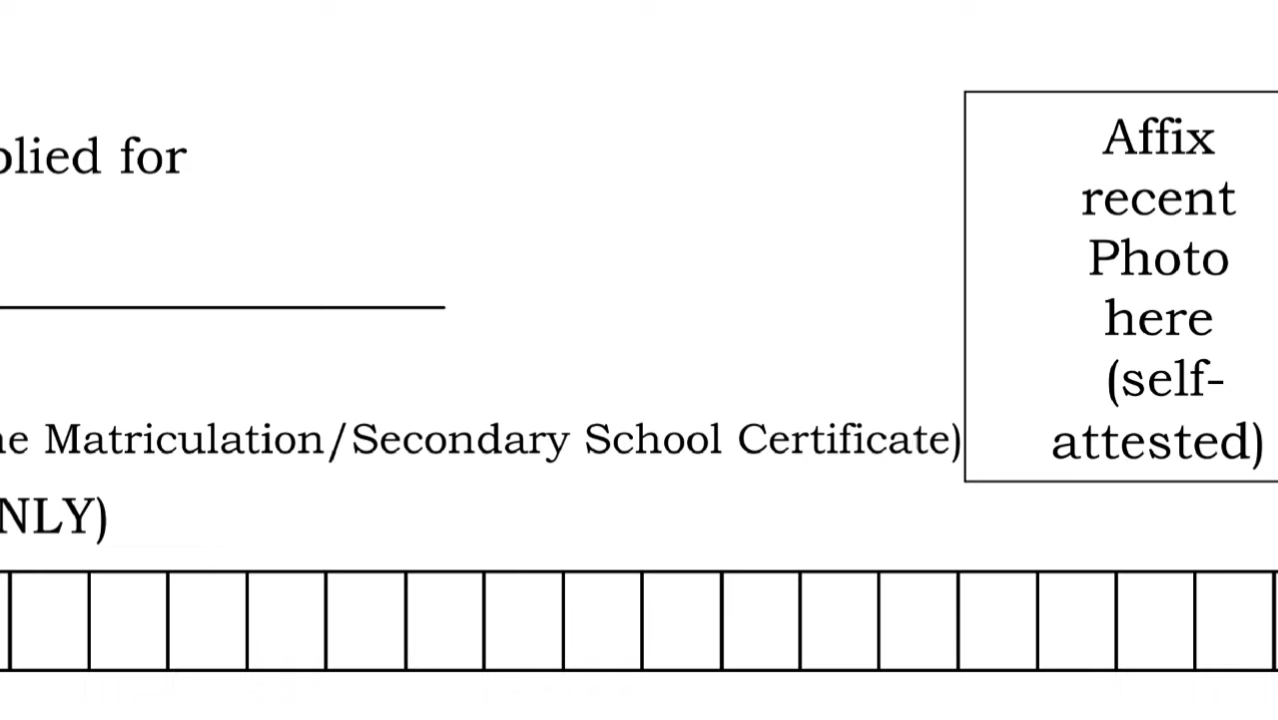 Affix
plied for
recent
Photo
here
(self-
attested)
he Matriculation/Secondary School Certificate)
NLY)